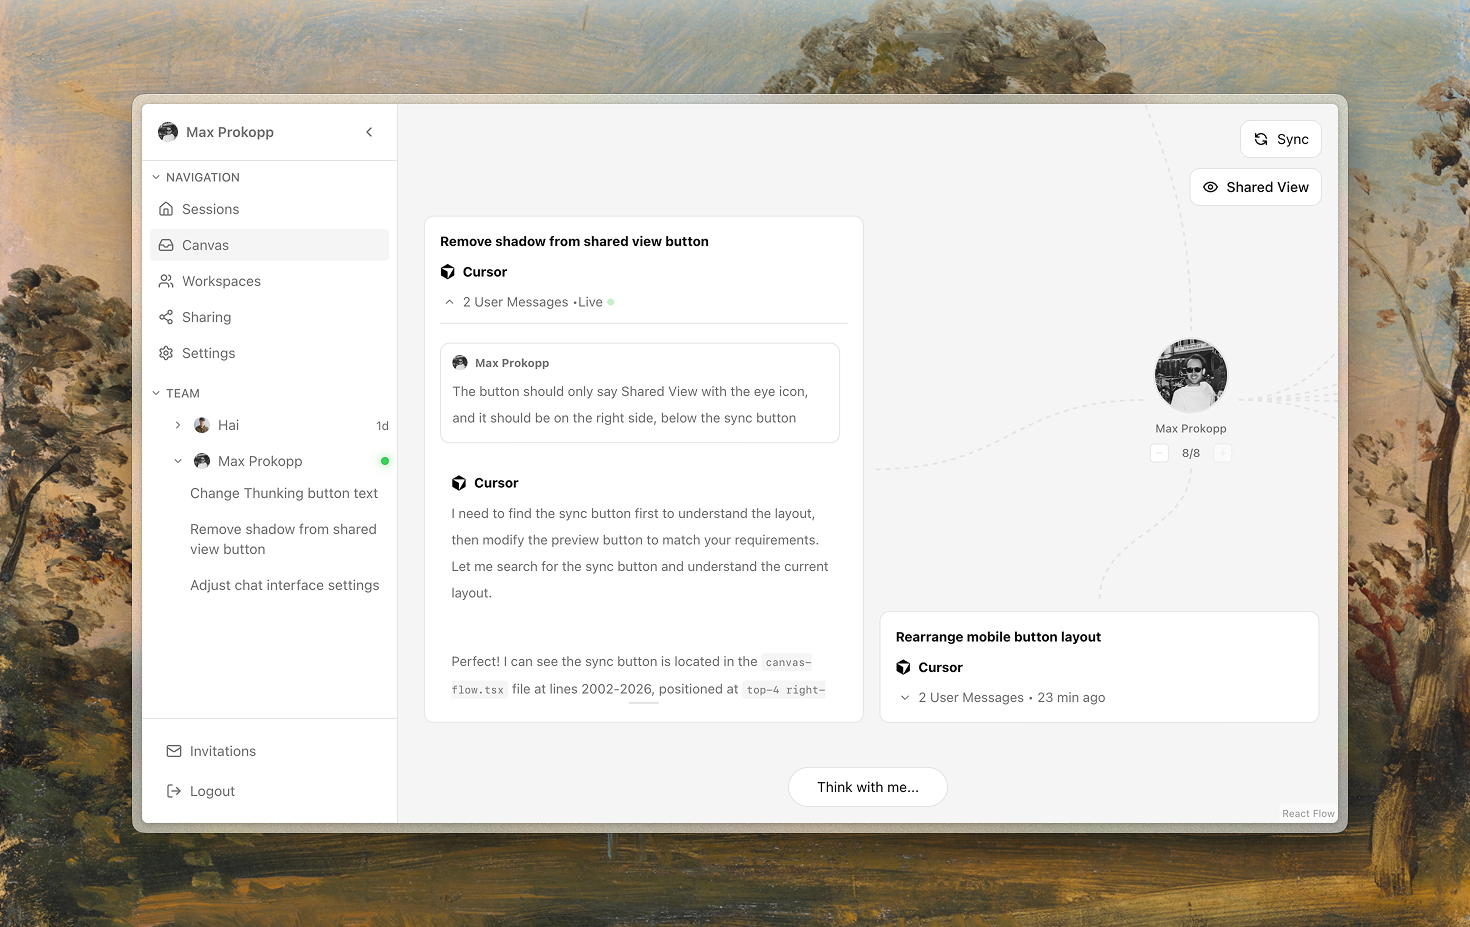 Max Prokopp
NAVIGATION
Sessions
Canvas
Workspaces
Sharing
Settings
TEAM
Hai 1d
Max Prokopp
Change Thunking button text
Remove shadow from shared
view button
Adjust chat interface settings
Invitations
Logout
Sync
Shared View
Remove shadow from shared view button
Cursor
2 User Messages •Live
Max Prokopp
The button should only say Shared View with the eye icon,
and it should be on the right side, below the sync button
Cursor
I need to find the sync button first to understand the layout,
then modify the preview button to match your requirements.
Let me search for the sync button and understand the current
layout.
Perfect! I can see the sync button is located in the canvas-
flow.tsx file at lines 2002-2026, positioned at top-4 right-
Max Prokopp
8/8
Rearrange mobile button layout
Cursor
2 User Messages • 23 min ago
Think with me...
React Flow